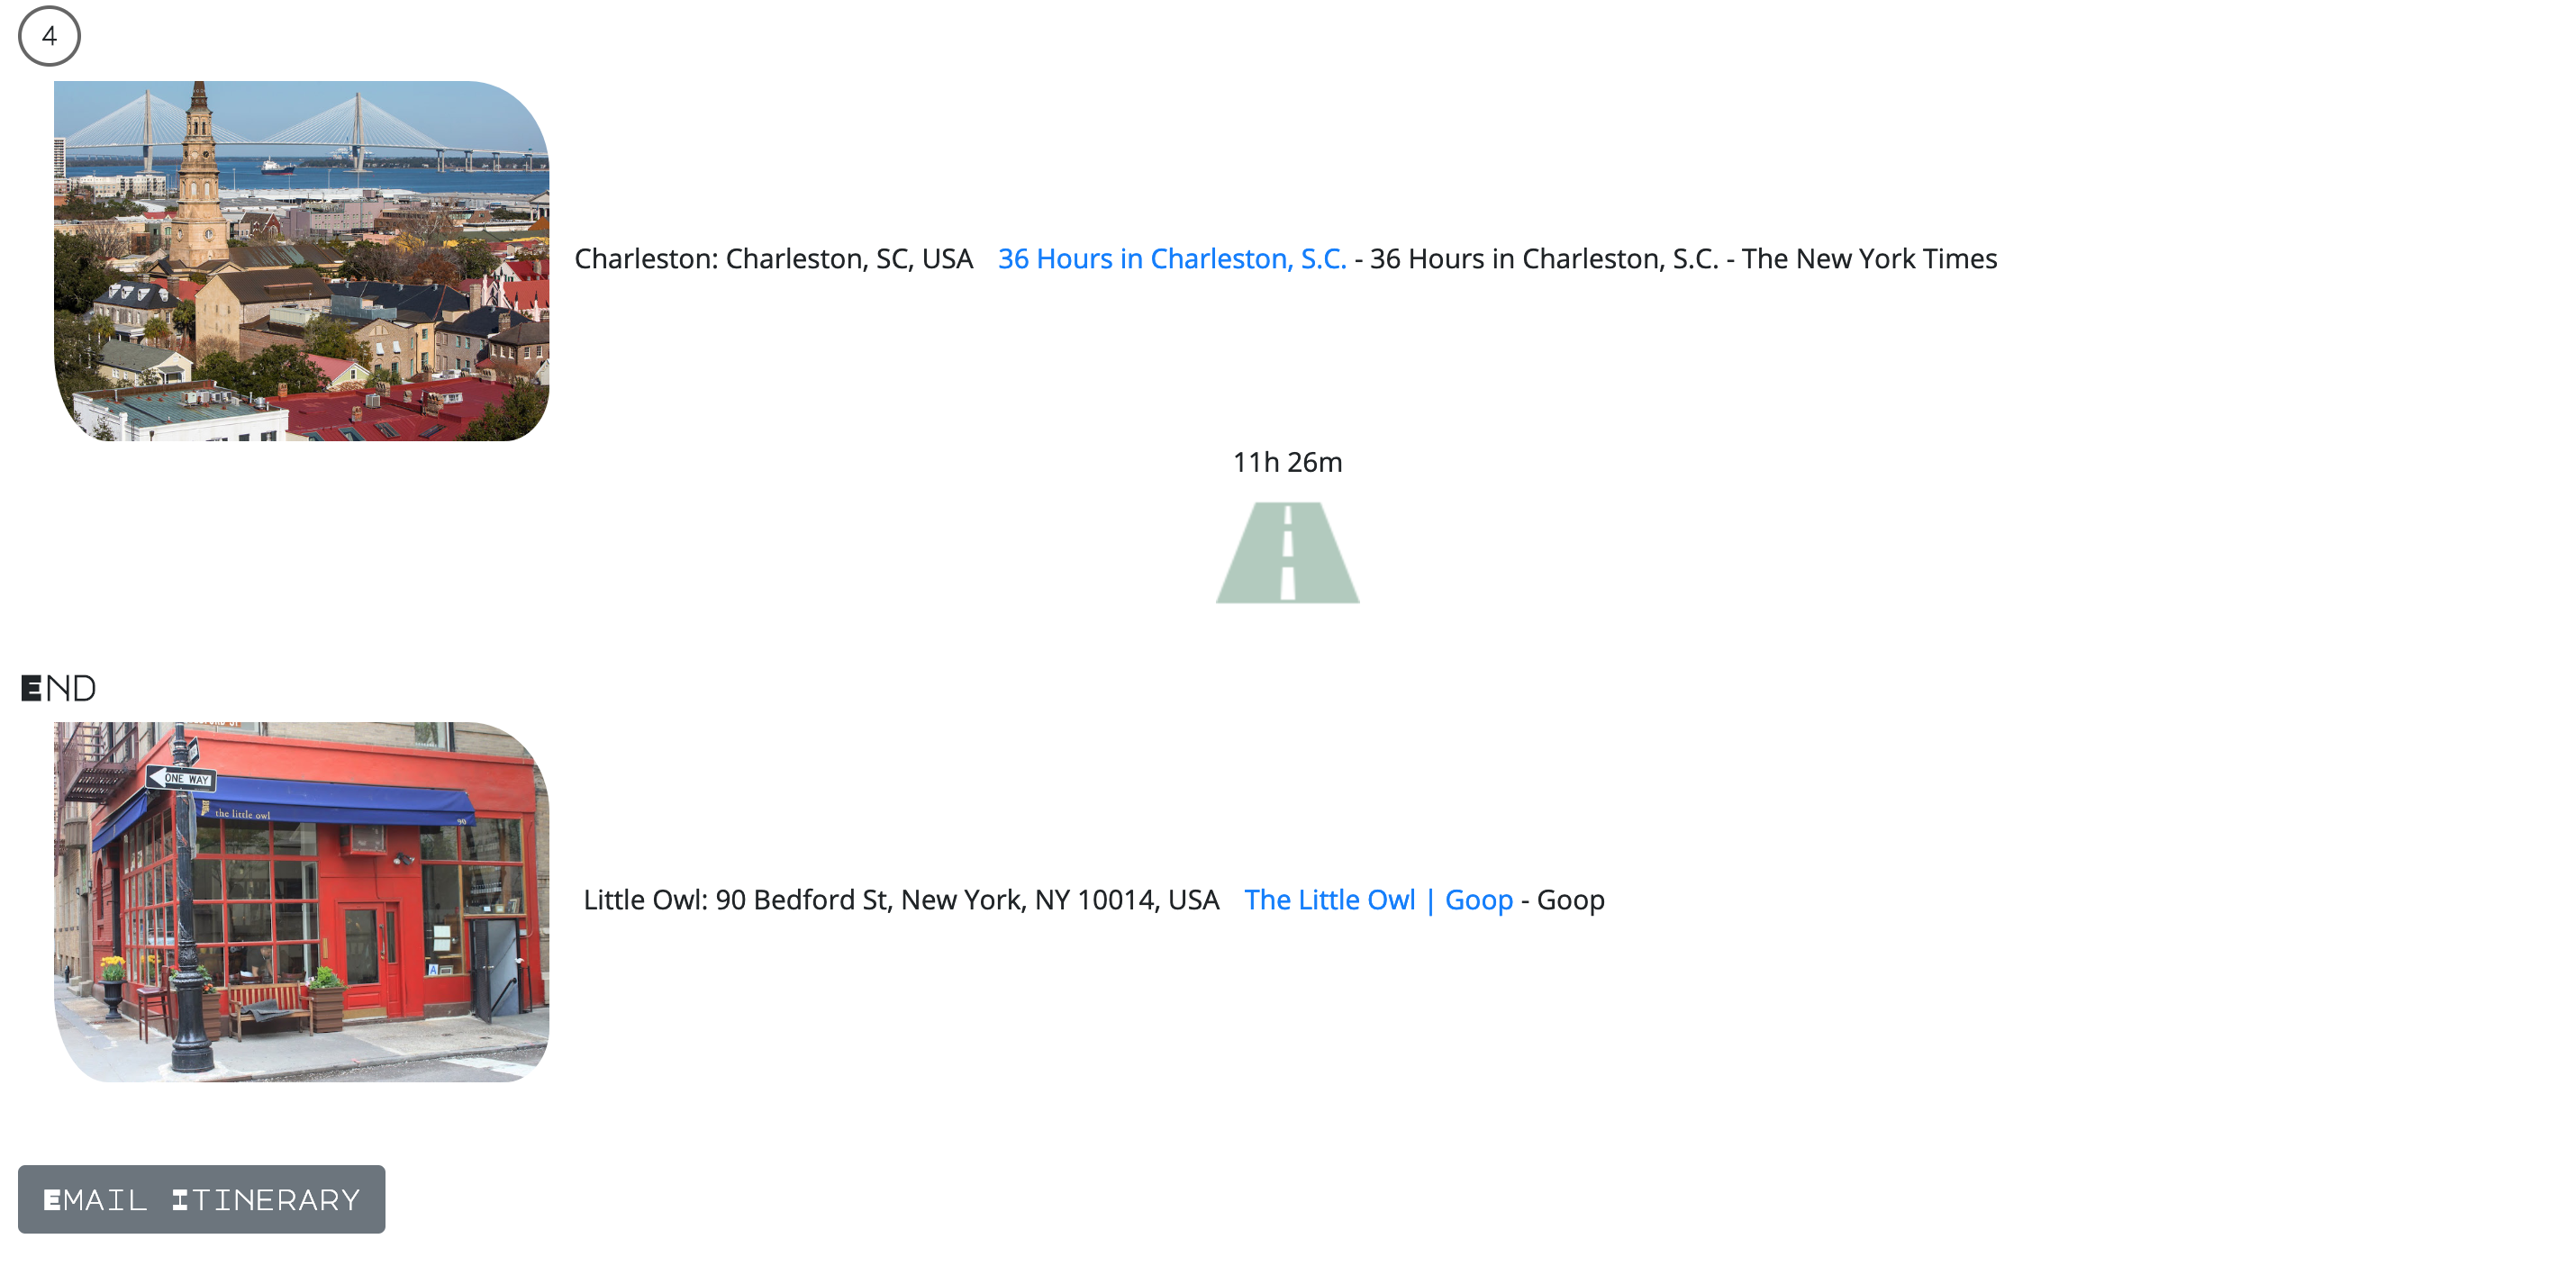 4
Charleston: Charleston, SC, USA 36 Hours in Charleston, S.C. - 36 Hours in Charleston, S.C. - The New York Times
11h 26m
END
ONE WAY
the little owl
90
A
Little Owl: 90 Bedford St, New York, NY 10014, USA The Little Owl | Goop - Goop
EMAIL ITINERARY